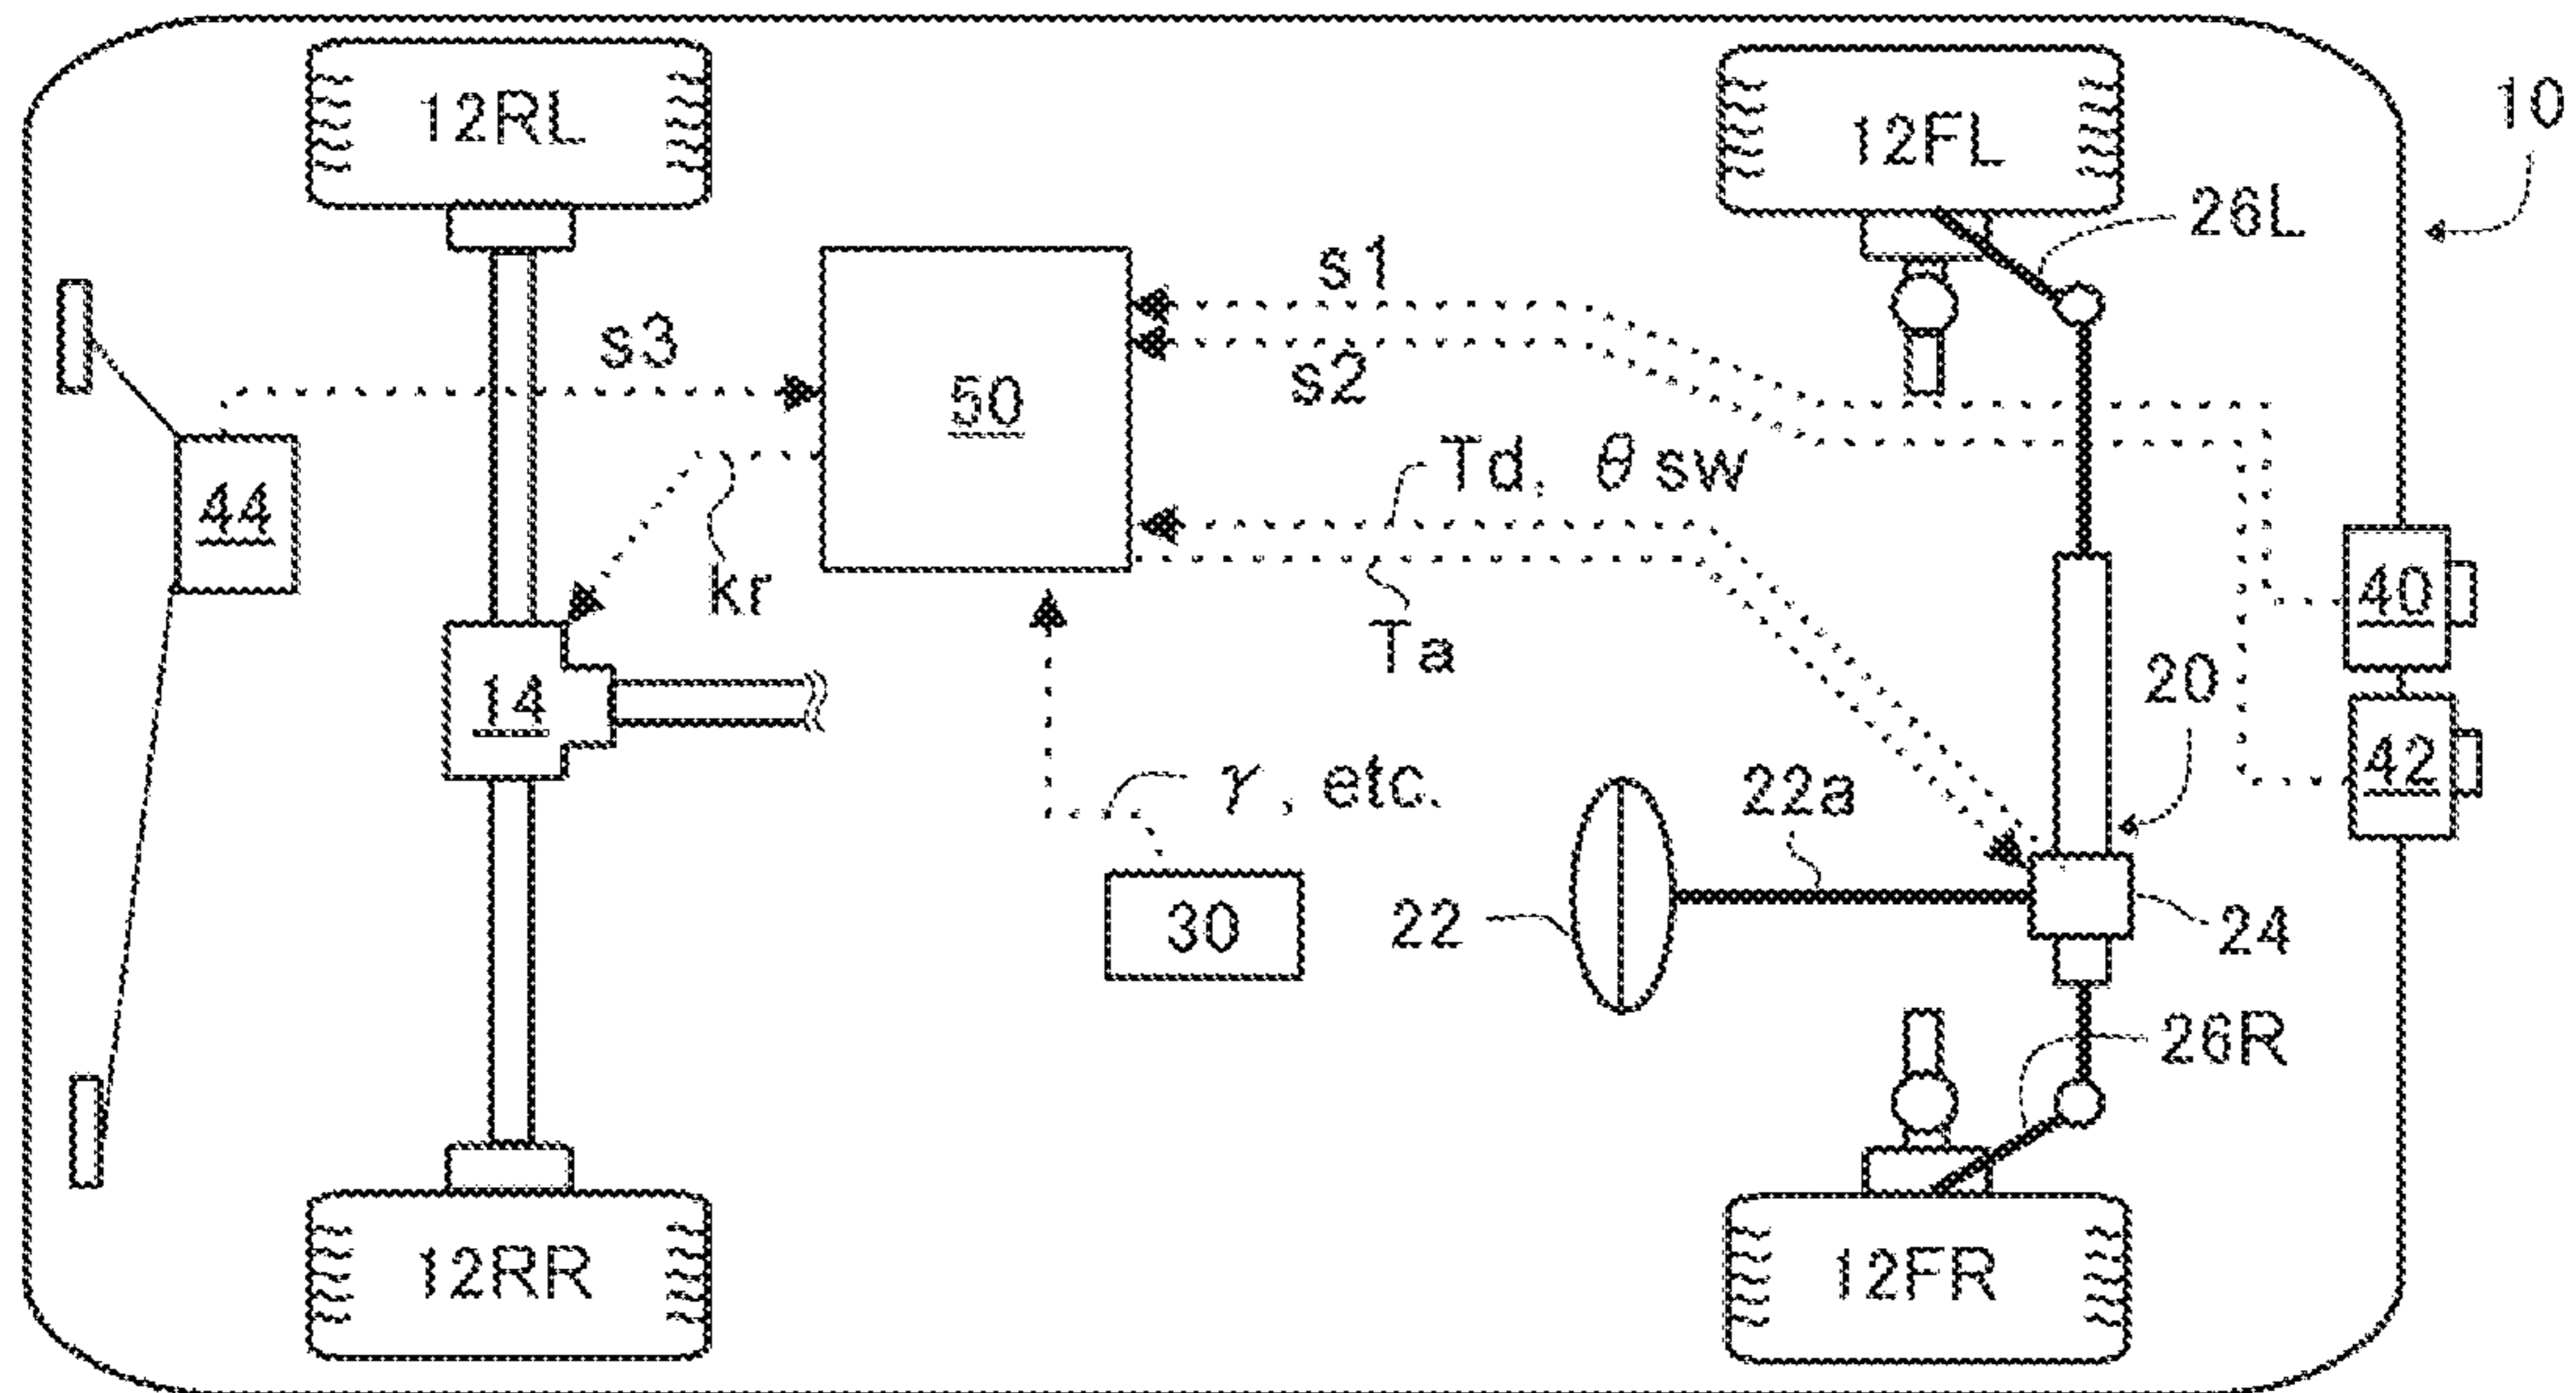 10
12RL
12FL
26L
s1
s3
s2
50
Td, θsw
44
kr
40
Ta
20
14
42
γ, etc.
22a
30
22
24
26R
12RR
12FR